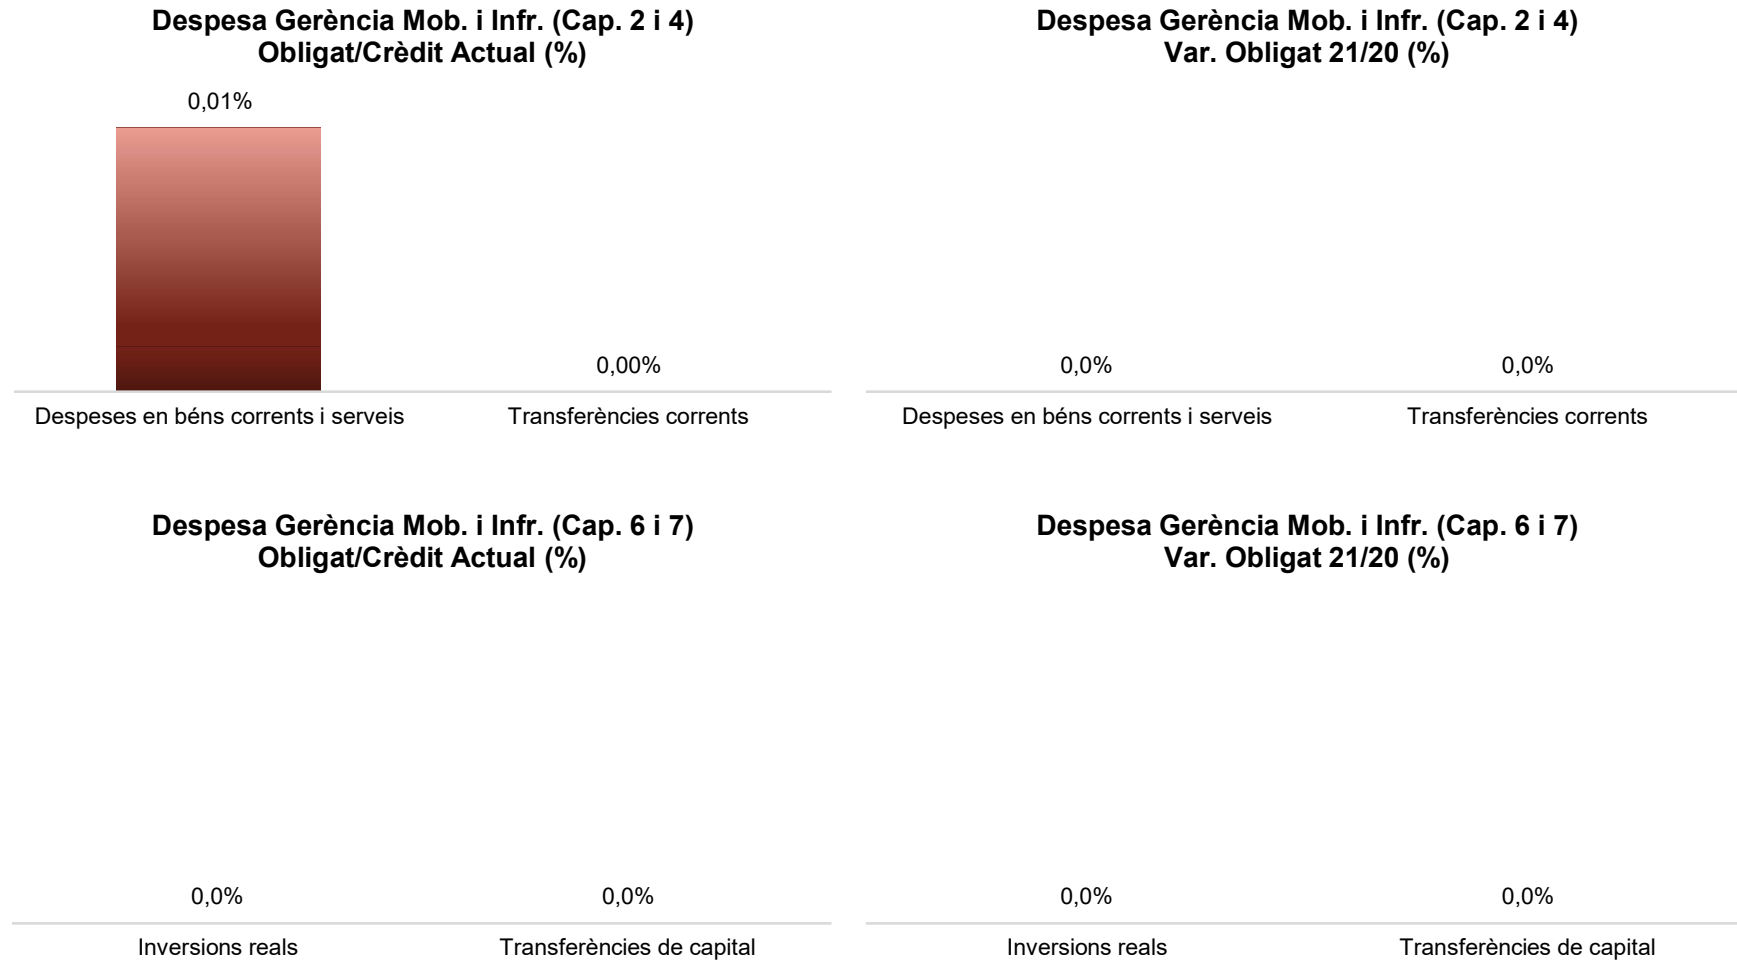 Despesa Gerència Mob. i Infr. (Cap. 2 i 4)
Obligat/Crèdit Actual (%)
0,01%
0,00%
Despeses en béns corrents i serveis
Transferències corrents
Despesa Gerència Mob. i Infr. (Cap. 2 i 4)
Var. Obligat 21/20 (%)
0,0%
0,0%
Despeses en béns corrents i serveis
Transferències corrents
Despesa Gerència Mob. i Infr. (Cap. 6 i 7)
Obligat/Crèdit Actual (%)
0,0%
0,0%
Inversions reals
Transferències de capital
Despesa Gerència Mob. i Infr. (Cap. 6 i 7)
Var. Obligat 21/20 (%)
0,0%
0,0%
Inversions reals
Transferències de capital